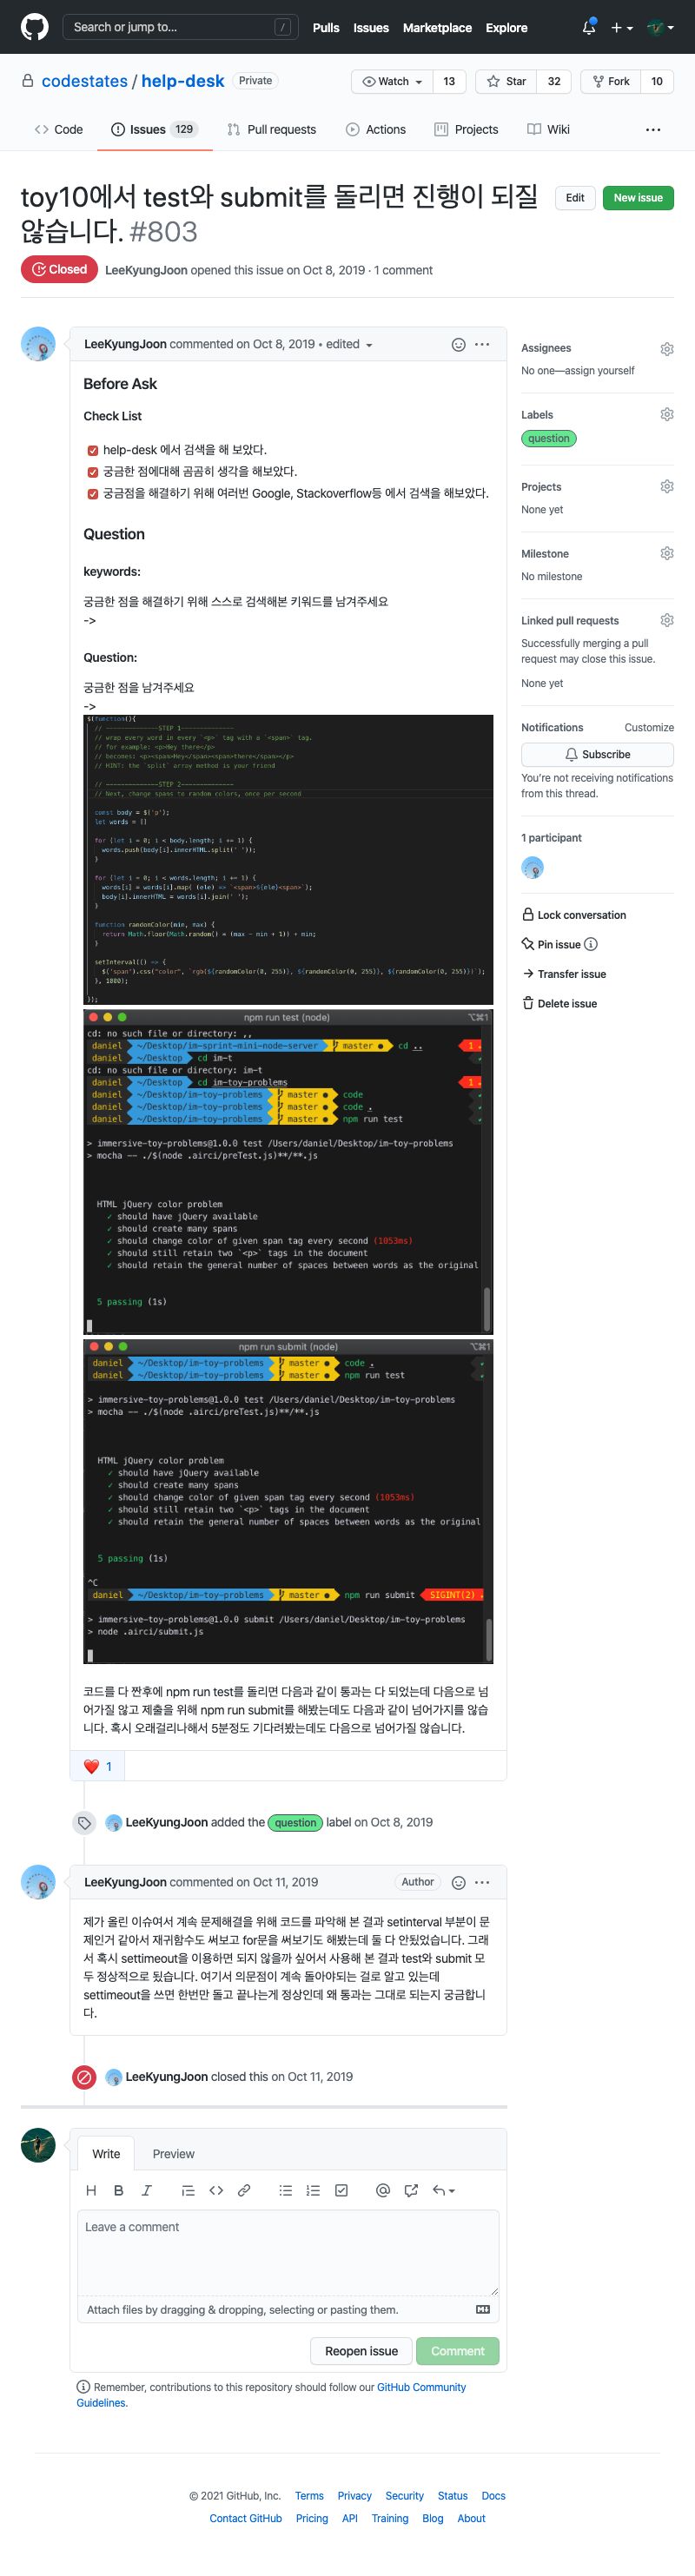 Search or jump to...
/
Pulls Issues Marketplace Explore
codestates / help-desk Private
Watch 13 Star 32 Fork 10
Code Issues 129 Pull requests Actions Projects Wiki
toy10에서 test와 submit를 돌리면 진행이 되질
않습니다. #803
Edit New issue
Closed LeeKyungJoon opened this issue on Oct 8, 2019 · 1 comment
LeeKyungJoon commented on Oct 8, 2019 • edited
Before Ask
Check List
help-desk 에서 검색을 해 보았다.
궁금한 점에대해 곰곰히 생각을 해보았다.
궁금점을 해결하기 위해 여러번 Google, Stackoverflow등 에서 검색을 해보았다.
Question
keywords:
궁금한 점을 해결하기 위해 스스로 검색해본 키워드를 남겨주세요
->
Question:
궁금한 점을 남겨주세요
->
$(function(){
// --------------STEP 1--------------
// wrap every word in every `<p>` tag with a `<span>` tag.
// for example: <p>Hey there</p>
// becomes: <p><span>Hey</span><span>there</span></p>
// HINT: the `split` array method is your friend
// --------------STEP 2--------------
// Next, change spans to random colors, once per second
const body = $('p');
let words = []
for (let i = 0; i < body.length; i += 1) {
words.push(body[i].innerHTML.split(' '));
}
for (let i = 0; i < words.length; i += 1) {
words[i] = words[i].map( (ele) => `<span>${ele}<span>`);
body[i].innerHTML = words[i].join(' ');
}
function randomColor(min, max) {
return Math.floor(Math.random() * (max - min + 1)) + min;
}
setInterval(() => {
$('span').css("color", `rgb(${randomColor(0, 255)}, ${randomColor(0, 255)}, ${randomColor(0, 255)})`);
}, 1000);
});
npm run test (node) ⌥⌘1
cd: no such file or directory: ,,
daniel ~/Desktop/im-sprint-mini-node-server master ● cd .. 1
daniel ~/Desktop cd im-t
cd: no such file or directory: im-t
daniel ~/Desktop cd im-toy-problems 1
daniel ~/Desktop/im-toy-problems master ● code
daniel ~/Desktop/im-toy-problems master ● code .
daniel ~/Desktop/im-toy-problems master ● npm run test
> immersive-toy-problems@1.0.0 test /Users/daniel/Desktop/im-toy-problems
> mocha -- ./$(node .airci/preTest.js)**/**.js
HTML jQuery color problem
✓ should have jQuery available
✓ should create many spans
✓ should change color of given span tag every second (1053ms)
✓ should still retain two `<p>` tags in the document
✓ should retain the general number of spaces between words as the original
5 passing (1s)
npm run submit (node) ⌥⌘1
daniel ~/Desktop/im-toy-problems master ● code .
daniel ~/Desktop/im-toy-problems master ● npm run test
> immersive-toy-problems@1.0.0 test /Users/daniel/Desktop/im-toy-problems
> mocha -- ./$(node .airci/preTest.js)**/**.js
HTML jQuery color problem
✓ should have jQuery available
✓ should create many spans
✓ should change color of given span tag every second (1053ms)
✓ should still retain two `<p>` tags in the document
✓ should retain the general number of spaces between words as the original
5 passing (1s)
^C
daniel ~/Desktop/im-toy-problems master ● npm run submit SIGINT(2)
> immersive-toy-problems@1.0.0 submit /Users/daniel/Desktop/im-toy-problems
> node .airci/submit.js
코드를 다 짠후에 npm run test를 돌리면 다음과 같이 통과는 다 되었는데 다음으로 넘
어가질 않고 제출을 위해 npm run submit를 해봤는데도 다음과 같이 넘어가지를 않습
니다. 혹시 오래걸리나해서 5분정도 기다려봤는데도 다음으로 넘어가질 않습니다.
❤️ 1
LeeKyungJoon added the question label on Oct 8, 2019
LeeKyungJoon commented on Oct 11, 2019 Author
제가 올린 이슈여서 계속 문제해결을 위해 코드를 파악해 본 결과 setinterval 부분이 문
제인거 같아서 재귀함수도 써보고 for문을 써보기도 해봤는데 둘 다 안됬었습니다. 그래
서 혹시 settimeout을 이용하면 되지 않을까 싶어서 사용해 본 결과 test와 submit 모
두 정상적으로 됬습니다. 여기서 의문점이 계속 돌아야되는 걸로 알고 있는데
settimeout을 쓰면 한번만 돌고 끝나는게 정상인데 왜 통과는 그대로 되는지 궁금합니
다.
LeeKyungJoon closed this on Oct 11, 2019
Assignees
No one—assign yourself
Labels
question
Projects
None yet
Milestone
No milestone
Linked pull requests
Successfully merging a pull
request may close this issue.
None yet
Notifications Customize
Subscribe
You're not receiving notifications
from this thread.
1 participant
Lock conversation
Pin issue
Transfer issue
Delete issue
Write Preview
Leave a comment
Attach files by dragging & dropping, selecting or pasting them.
Reopen issue Comment
Remember, contributions to this repository should follow our GitHub Community
Guidelines.
© 2021 GitHub, Inc. Terms Privacy Security Status Docs
Contact GitHub Pricing API Training Blog About